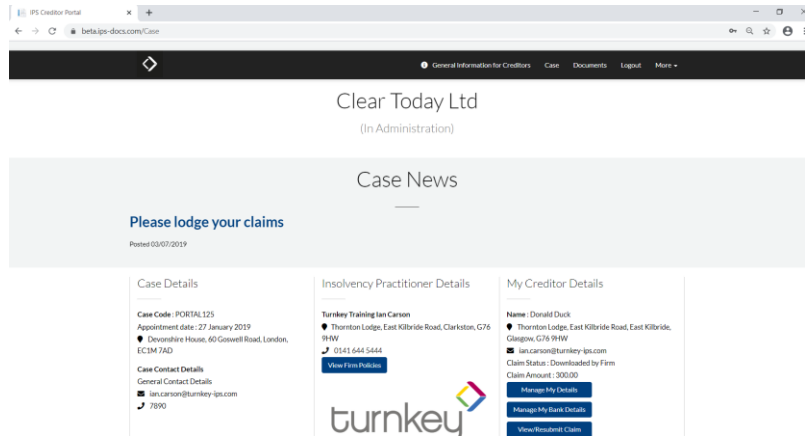 IPS Creditor Portal
beta.ips-docs.com/Case
General Information for Creditors Case Documents Logout More
Clear Today Ltd
(In Administration)
Case News
Please lodge your claims
Posted 03/07/2019
Case Details
Case Code : PORTAL125
Appointment date : 27 January 2019
Devonshire House, 60 Goswell Road, London,
EC1M 7AD
Case Contact Details
General Contact Details
ian.carson@turnkey-ips.com
7890
Insolvency Practitioner Details
Turnkey Training Ian Carson
Thornton Lodge, East Kilbride Road, Clarkston, G76
9HW
0141 644 5444
View Firm Policies
turnkey
My Creditor Details
Name : Donald Duck
Thornton Lodge, East Kilbride Road, East Kilbride,
Glasgow, G76 9HW
ian.carson@turnkey-ips.com
Claim Status : Downloaded by Firm
Claim Amount : 300.00
Manage My Details
Manage My Bank Details
View/Resubmit Claim